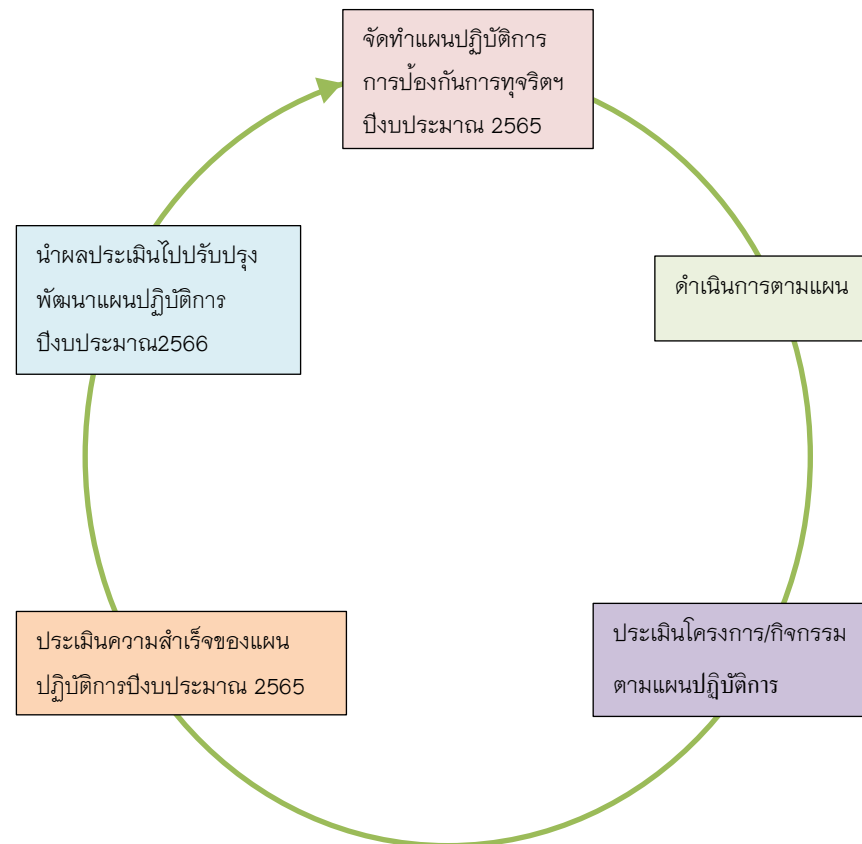 จัดทำแผนปฏิบัติการ
การป้องกันการทุจริตฯ
ปีงบประมาณ 2565
ดำเนินการตามแผน
ประเมินโครงการ/กิจกรรม
ตามแผนปฏิบัติการ
ประเมินความสำเร็จของแผน
ปฏิบัติการปีงบประมาณ 2565
นำผลประเมินไปปรับปรุง
พัฒนาแผนปฏิบัติการ
ปีงบประมาณ2566